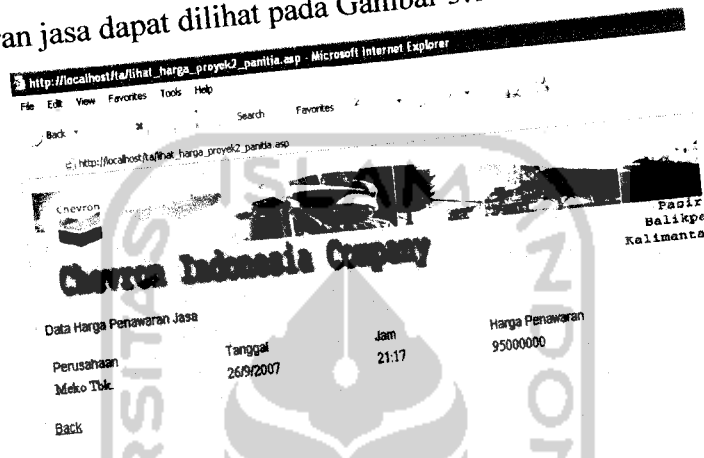 ran jasa dapat dilihat pada Gambar
http://localhost/ta/lihat_harga_proyek2_panitia.asp - Microsoft Internet Explorer
File Edit View Favorites Tools Help
Back Search Favorites
http://localhost/ta/lihat_harga_proyek2_panitia.asp
ISLAM
Chevron
Pasir
Balikpa
Kalimanta
Chevron Indonesia Company
Data Harga Penawaran Jasa
Perusahaan Tanggal Jam Harga Penawaran
Meko Tbk. 26/9/2007 21:17 95000000
Back